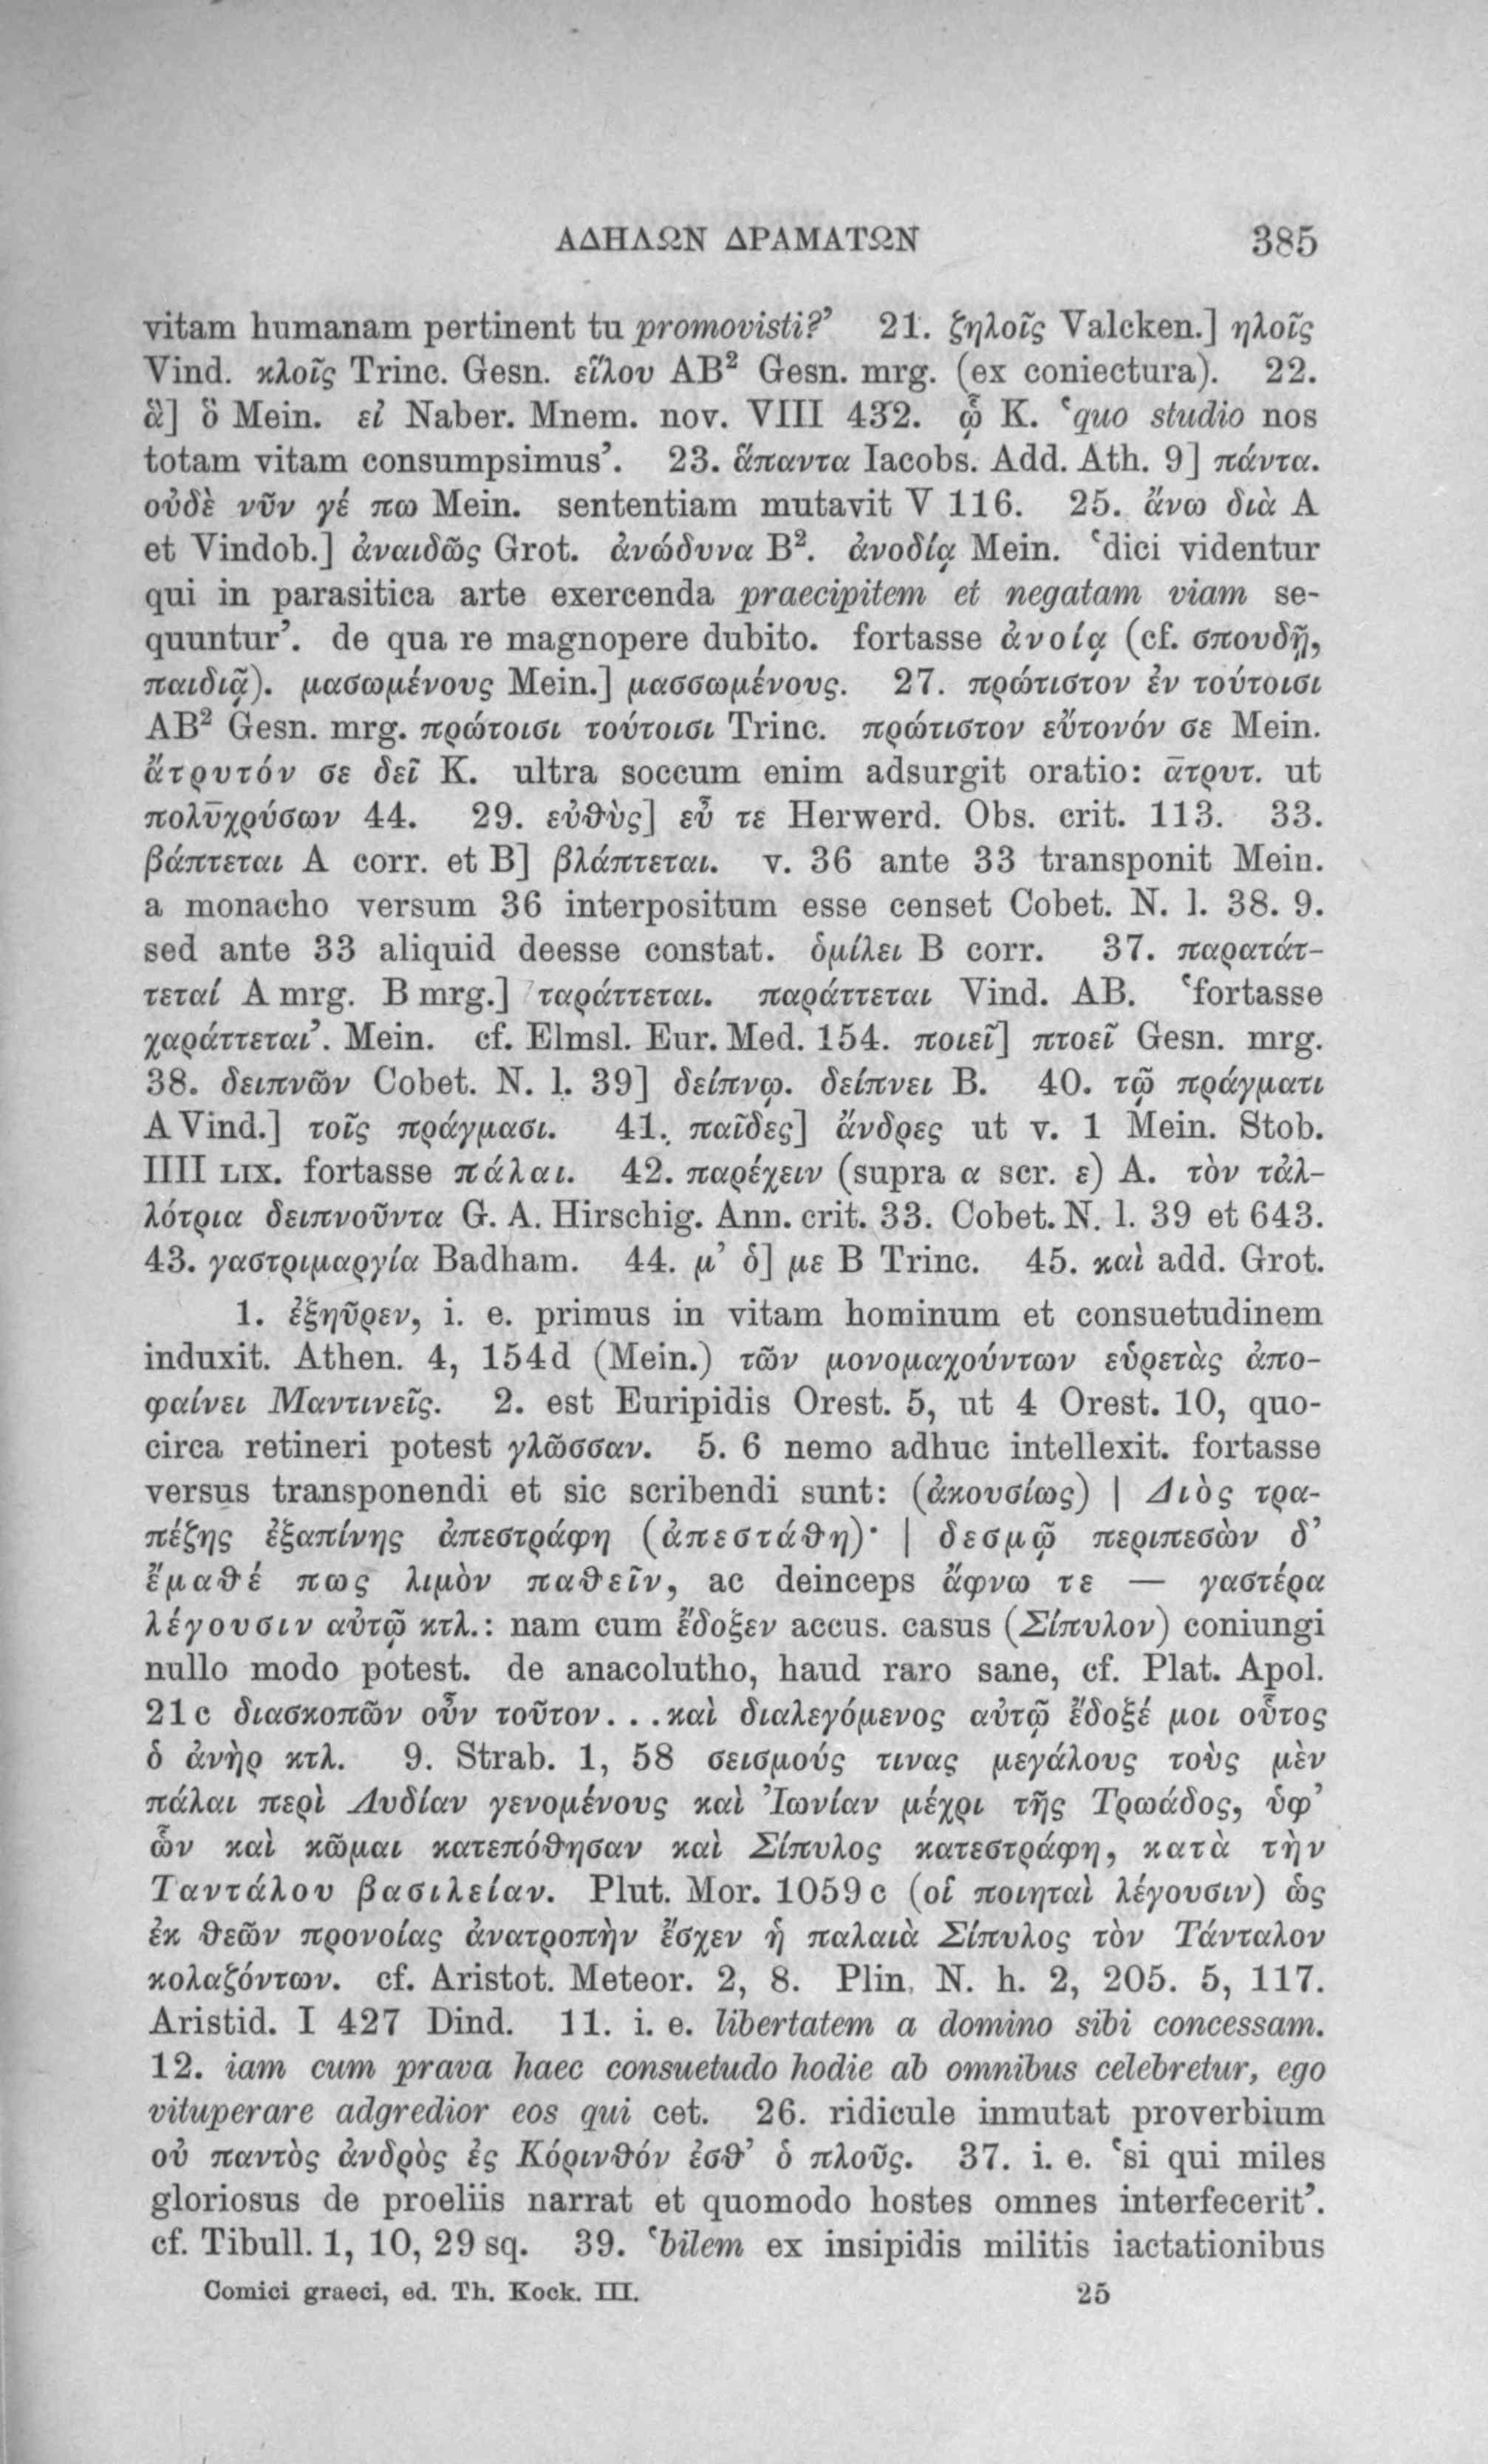 ΑΔΗΛΩΝ ΔΡΑΜΑΤΩΝ 385
vitam humanam pertinent tu promovisti?’ 21. ζηλοῖς Valcken.] ηλοῖς
Vind. κλοῖς Trinc. Gesn. εἵλου AB² Gesn. mrg. (ex coniectura). 22.
ἃ] ὃ Mein. εἰ Naber. Mnem. nov. VIII 432. ᾧ K. ‘quo studio nos
totam vitam consumpsimus’. 23. ἅπαντα Iacobs. Add. Ath. 9] πάντα.
οὐδὲ νῦν γέ πω Mein. sententiam mutavit V 116. 25. ἄνω διὰ A
et Vindob.] ἀναιδῶς Grot. ἀνώδυνα B². ἀνοδίᾳ Mein. ‘dici videntur
qui in parasitica arte exercenda praecipitem et negatam viam se-
quuntur’. de qua re magnopere dubito. fortasse ἀνοίᾳ (cf. σπουδῇ,
παιδιᾷ). μασωμένους Mein.] μασσωμένους. 27. πρώτιστον ἐν τούτοισι
AB² Gesn. mrg. πρώτοισι τούτοισι Trinc. πρώτιστον εὔτονόν σε Mein.
ἄτρυτόν σε δεῖ K. ultra soccum enim adsurgit oratio: ᾱτρυτ. ut
πολῡχρύσων 44. 29. εὐθὺς] εὖ τε Herwerd. Obs. crit. 113. 33.
βάπτεται A corr. et B] βλάπτεται. v. 36 ante 33 transponit Mein.
a monacho versum 36 interpositum esse censet Cobet. N. l. 38. 9.
sed ante 33 aliquid deesse constat. ὁμίλει B corr. 37. παρατάτ-
τεταί A mrg. B mrg.] ταράττεται. παράττεται Vind. AB. ‘fortasse
χαράττεται’. Mein. cf. Elmsl. Eur. Med. 154. ποιεῖ] πτοεῖ Gesn. mrg.
38. δειπνῶν Cobet. N. l. 39] δείπνῳ. δείπνει B. 40. τῷ πράγματι
A Vind.] τοῖς πράγμασι. 41. παῖδες] ἄνδρες ut v. 1 Mein. Stob.
IIII LIX. fortasse πάλαι. 42. παρέχειν (supra α scr. ε) A. τὸν τἀλ-
λότρια δειπνοῦντα G. A. Hirschig. Ann. crit. 33. Cobet. N. l. 39 et 643.
43. γαστριμαργία Badham. 44. μ’ ὁ] με B Trinc. 45. καὶ add. Grot.
1. ἐξηῦρεν, i. e. primus in vitam hominum et consuetudinem
induxit. Athen. 4, 154d (Mein.) τῶν μονομαχούντων εὑρετὰς ἀπο-
φαίνει Μαντινεῖς. 2. est Euripidis Orest. 5, ut 4 Orest. 10, quo-
circa retineri potest γλῶσσαν. 5. 6 nemo adhuc intellexit. fortasse
versus transponendi et sic scribendi sunt: (ἀκουσίως) | Διὸς τρα-
πέζης ἐξαπίνης ἀπεστράφη (ἀπεστάθη)· | δεσμῷ περιπεσὼν δ’
ἔμαθέ πως λιμὸν παθεῖν, ac deinceps ἄφνω τε — γαστέρα
λέγουσιν αὐτῷ κτλ.: nam cum ἔδοξεν accus. casus (Σίπυλον) coniungi
nullo modo potest. de anacolutho, haud raro sane, cf. Plat. Apol.
21 c διασκοπῶν οὖν τοῦτον...καὶ διαλεγόμενος αὐτῷ ἔδοξέ μοι οὗτος
ὁ ἀνὴρ κτλ. 9. Strab. 1, 58 σεισμούς τινας μεγάλους τοὺς μὲν
πάλαι περὶ Λυδίαν γενομένους καὶ Ἰωνίαν μέχρι τῆς Τρωάδος, ὑφ’
ὧν καὶ κῶμαι κατεπόθησαν καὶ Σίπυλος κατεστράφη, κατὰ τὴν
Ταντάλου βασιλείαν. Plut. Mor. 1059 c (οἱ ποιηταὶ λέγουσιν) ὡς
ἐκ θεῶν προνοίας ἀνατροπὴν ἔσχεν ἡ παλαιὰ Σίπυλος τὸν Τάνταλον
κολαζόντων. cf. Aristot. Meteor. 2, 8. Plin. N. h. 2, 205. 5, 117.
Aristid. I 427 Dind. 11. i. e. libertatem a domino sibi concessam.
12. iam cum prava haec consuetudo hodie ab omnibus celebretur, ego
vituperare adgredior eos qui cet. 26. ridicule inmutat proverbium
οὐ παντὸς ἀνδρὸς ἐς Κόρινθόν ἐσθ’ ὁ πλοῦς. 37. i. e. ‘si qui miles
gloriosus de proeliis narrat et quomodo hostes omnes interfecerit’.
cf. Tibull. 1, 10, 29 sq. 39. ‘bilem ex insipidis militis iactationibus
Comici graeci, ed. Th. Kock. III. 25